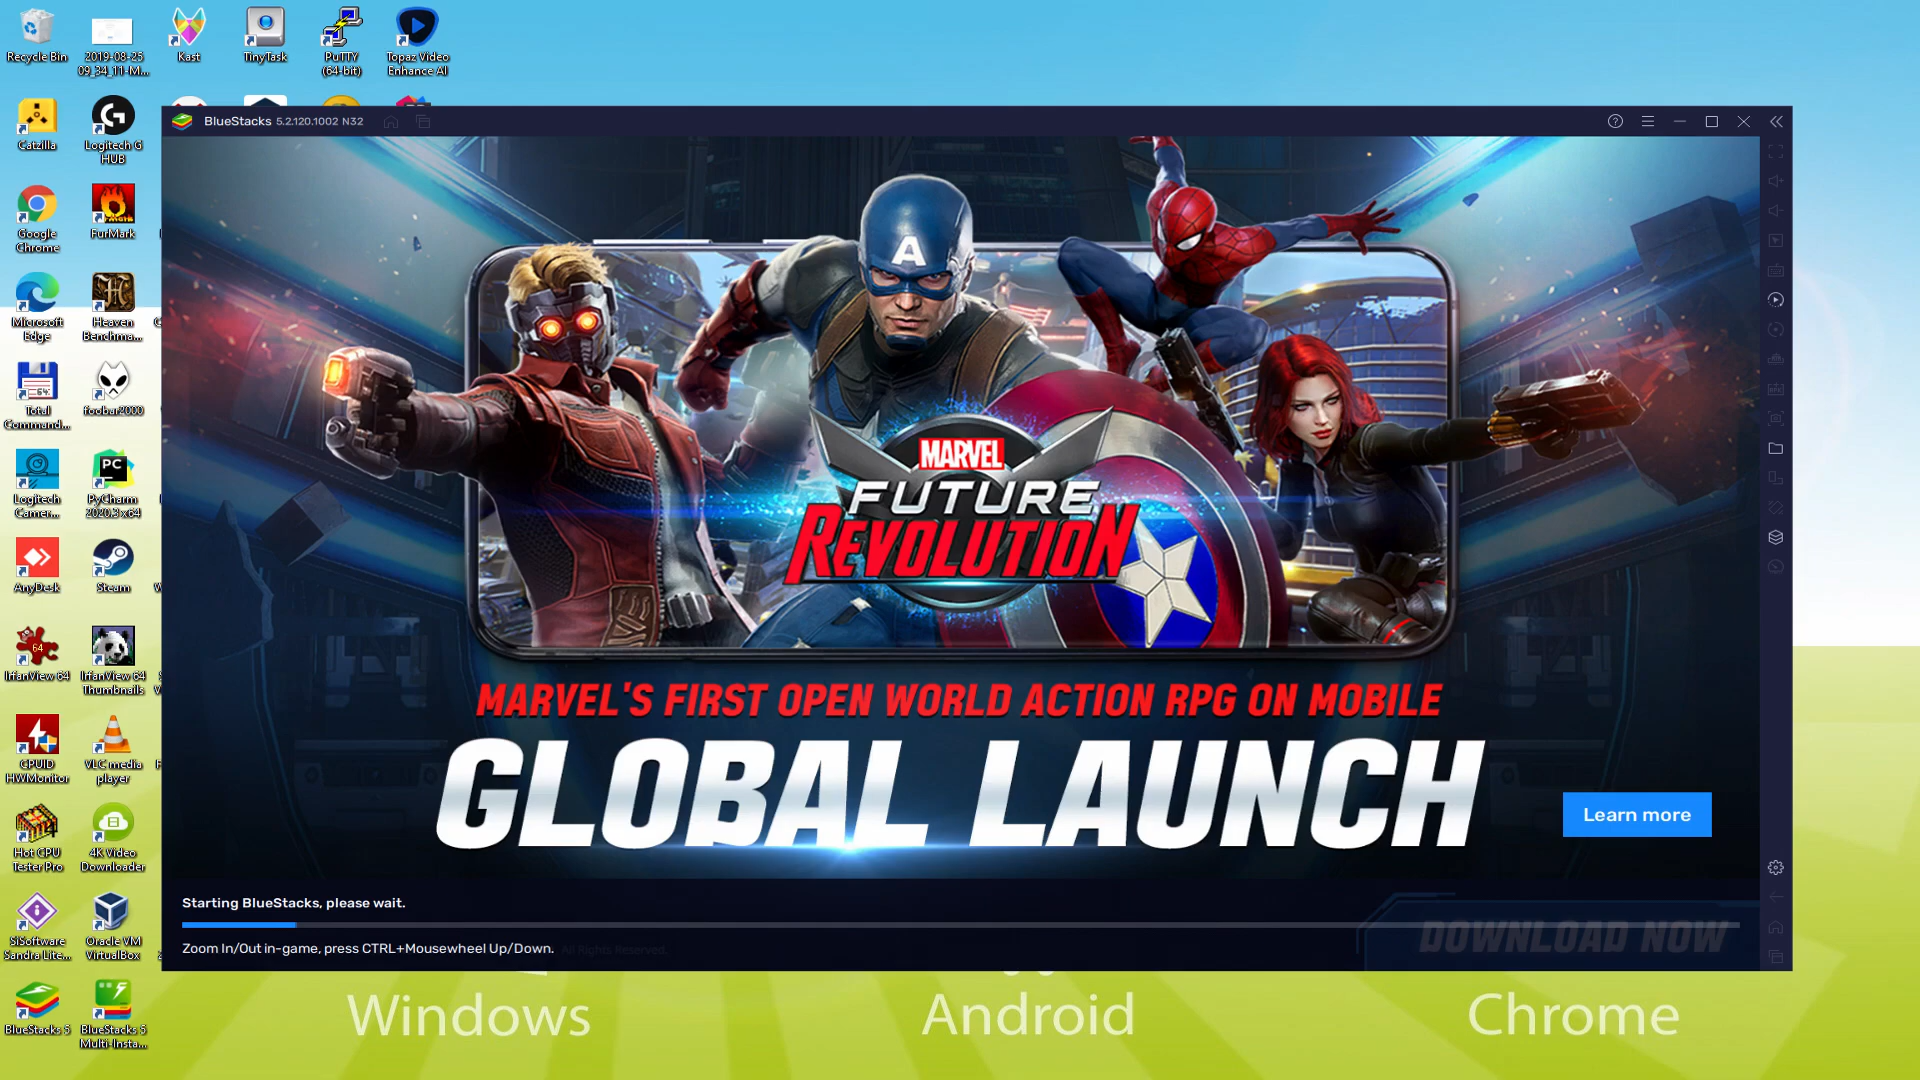 Recycle Bin
2019-08-25
09_34_11-M...
Kast
TinyTask
PuTTY
(64-bit)
Topaz Video
Enhance AI
Catzilla
Logitech G
HUB
Google
Chrome
FurMark
Microsoft
Edge
Heaven
Benchma...
Total
Command...
foobar2000
Logitech
Camer...
PC
PyCharm
2020.3 x64
AnyDesk
Steam
64
IrfanView 64
IrfanView 64
Thumbnails
CPUID
HWMonitor
VLC media
player
Hot CPU
Tester Pro
4K Video
Downloader
SiSoftware
Sandra Lite...
Oracle VM
VirtualBox
BlueStacks 5
BlueStacks 5
Multi-Insta...
BlueStacks 5.2.120.1002 N32
A
MARVEL
FUTURE
REVOLUTION
MARVEL'S FIRST OPEN WORLD ACTION RPG ON MOBILE
GLOBAL LAUNCH
Learn more
Starting BlueStacks, please wait.
DOWNLOAD NOW
Zoom In/Out in-game, press CTRL+Mousewheel Up/Down. All Rights Reserved.
Windows
Android
Chrome